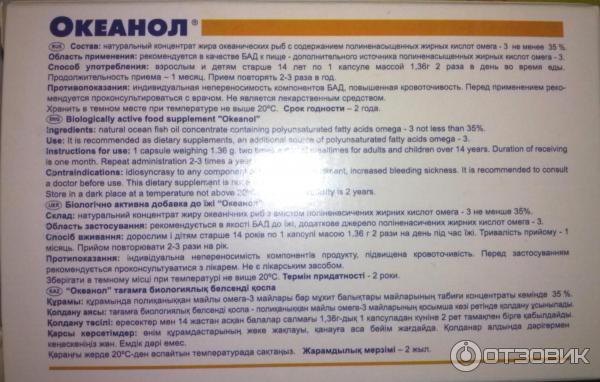 ОКЕАНОЛ®
RUS Состав: натуральный концентрат жира океанических рыб с содержанием полиненасыщенных жирных кислот омега - 3 не менее 35 %.
Область применения: рекомендуется в качестве БАД к пище - дополнительного источника полиненасыщенных жирных кислот омега - 3.
Способ употребления: взрослым и детям старше 14 лет по 1 капсуле массой 1,36г 2 раза в день во время еды.
Продолжительность приема – 1 месяц. Прием повторять 2-3 раза в год.
Противопоказания: индивидуальная непереносимость компонентов БАД, повышенная кровоточивость. Перед применением реко-
мендуется проконсультироваться с врачом. Не является лекарственным средством.
Хранить в темном месте при температуре не выше 20ºС. Срок годности – 2 года.
ENG Biologically active food supplement "Okeanol"
Ingredients: natural ocean fish oil concentrate containing polyunsaturated fatty acids omega - 3 not less than 35%.
Use: It is recommended as dietary supplements, an additional source of polyunsaturated fatty acids omega - 3.
Instructions for use: 1 capsule weighing 1.36 g. two times a mealtimes for adults and children over 14 years. Duration of receiving
is one month. Repeat administration 2-3 times a year
Contraindications: idiosyncrasy to any component increased bleeding sickness. It is recommended to consult
a doctor before use. This dietary supplement is not
Store in a dark place at a temperature not above 20º is 2 years.
UKR Біологічно активна добавка до їжі "Океанол"
Склад: натуральний концентрат жиру океанічних риб з вмістом поліненасичених жирних кислот омега - 3 не менше 35%.
Область застосування: рекомендується в якості БАД до їжі, додаткове джерело поліненасичених жирних кислот омега - 3.
Спосіб вживання: дорослим і дітям старше 14 років по 1 капсулі масою 1,36г 2 рази на день під час їжі. Тривалість прийому - 1
місяць. Прийом повторювати 2-3 рази на рік.
Протипоказання: індивідуальна непереносимість компонентів продукту, підвищена кровоточивість. Перед застосуванням
рекомендується проконсультуватися з лікарем. Не є лікарським засобом.
Зберігати в темному місці при температурі не вище 20ºС. Термін придатності - 2 роки.
KAZ "Океанол" тағамға биологиялық белсенді қоспа
Құрамы: құрамында полиқанықпаған майлы омега-3 майлары бар мұхит балықтары майларының табиғи концентраты кемінде 35 %.
Қолдану аясы: тағамға биологиялық белсенді қоспа - полиқанықпаған майлы омега-3 майларының қосымша көзі ретінде қолдану ұсынылады.
Қолдану тәсілі: ересектер мен 14 жастан асқан балалар салмағы 1,36г-дық 1 капсуладан күніне 2 рет тамақпен бірге қабылдайды.
Қарсы көрсетімдер: өнім құрамдастарының жеке жақпауы, қанауға аса бейім жағдайда. Қолданар алдында дәрігермен
кеңескеніңіз жөн. Емдік дәрі емес.
Қараңғы жерде 20ºС-ден аспайтын температурада сақтаңыз. Жарамдылық мерзімі – 2 жыл.
ОТЗОВИК